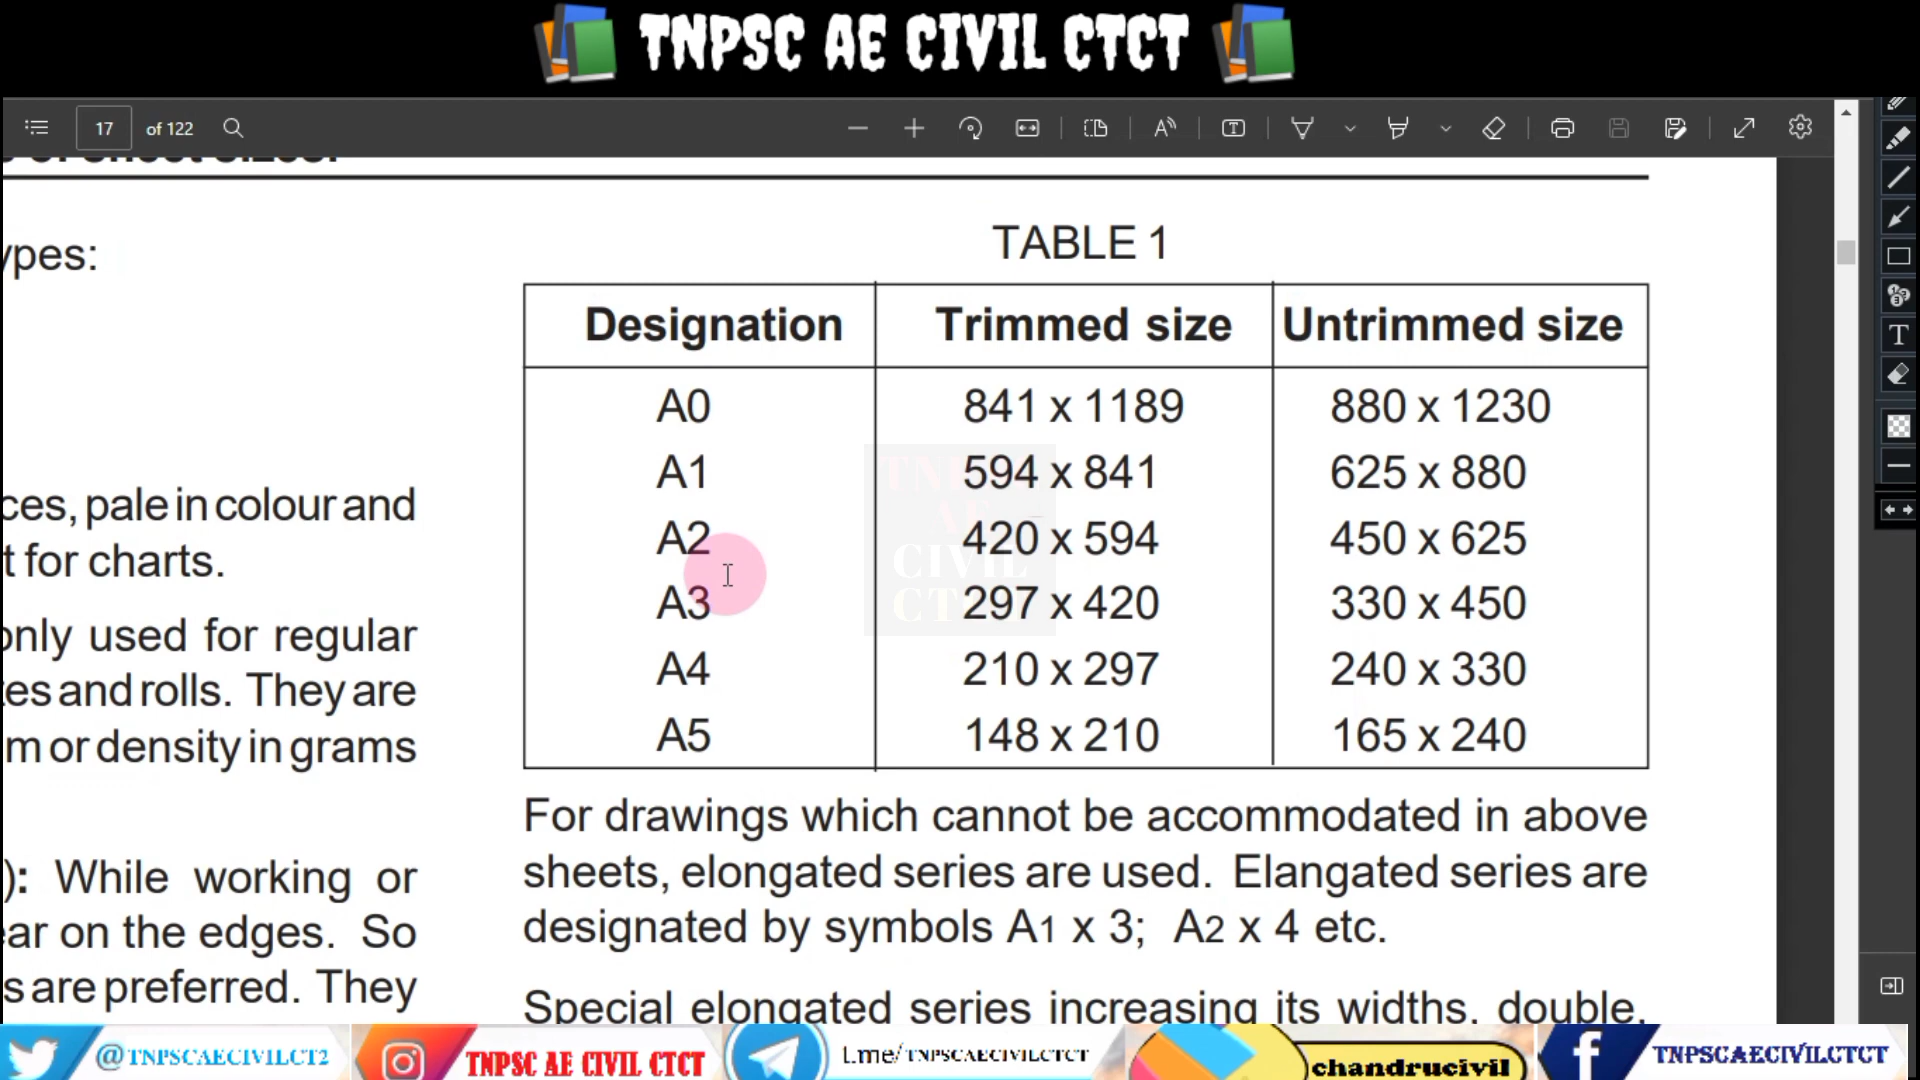 TNPSC AE CIVIL CTCT
17 of 122
TABLE 1
ypes:
Designation Trimmed size Untrimmed size
A0 841 x 1189 880 x 1230
A1 594 x 841 625 x 880
A2 420 x 594 450 x 625
A3 297 x 420 330 x 450
A4 210 x 297 240 x 330
A5 148 x 210 165 x 240
ces, pale in colour and
t for charts.
only used for regular
tes and rolls. They are
m or density in grams
): While working or
ear on the edges. So
s are preferred. They
For drawings which cannot be accommodated in above
sheets, elongated series are used. Elangated series are
designated by symbols A1 x 3; A2 x 4 etc.
Special elongated series increasing its widths, double,
CIVIL
@TNPSCAECIVILCT2
TNPSC AE CIVIL CTCT
t.me/TNPSCAECIVILCTCT
chandrucivil
TNPSCAECIVILCTCT